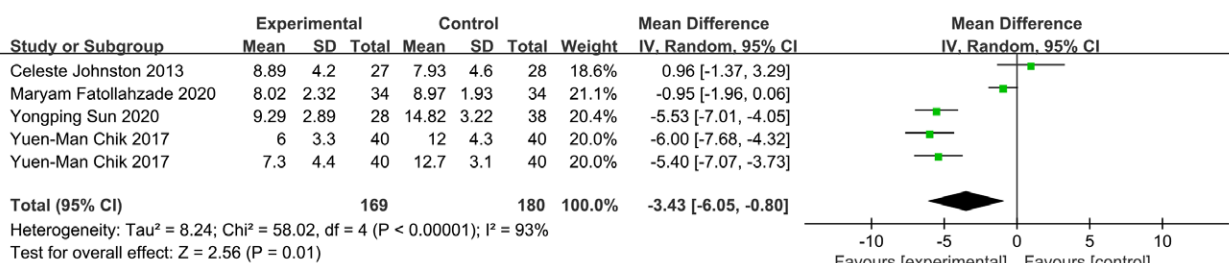 Experimental Control Mean Difference Mean Difference
Study or Subgroup Mean SD Total Mean SD Total Weight IV, Random, 95% CI IV, Random, 95% CI
Celeste Johnston 2013 8.89 4.2 27 7.93 4.6 28 18.6% 0.96 [-1.37, 3.29]
Maryam Fatollahzade 2020 8.02 2.32 34 8.97 1.93 34 21.1% -0.95 [-1.96, 0.06]
Yongping Sun 2020 9.29 2.89 28 14.82 3.22 38 20.4% -5.53 [-7.01, -4.05]
Yuen-Man Chik 2017 6 3.3 40 12 4.3 40 20.0% -6.00 [-7.68, -4.32]
Yuen-Man Chik 2017 7.3 4.4 40 12.7 3.1 40 20.0% -5.40 [-7.07, -3.73]
Total (95% CI) 169 180 100.0% -3.43 [-6.05, -0.80]
Heterogeneity: Tau² = 8.24; Chi² = 58.02, df = 4 (P < 0.00001); I² = 93%
Test for overall effect: Z = 2.56 (P = 0.01)
-10 -5 0 5 10
Favours [experimental] Favours [control]